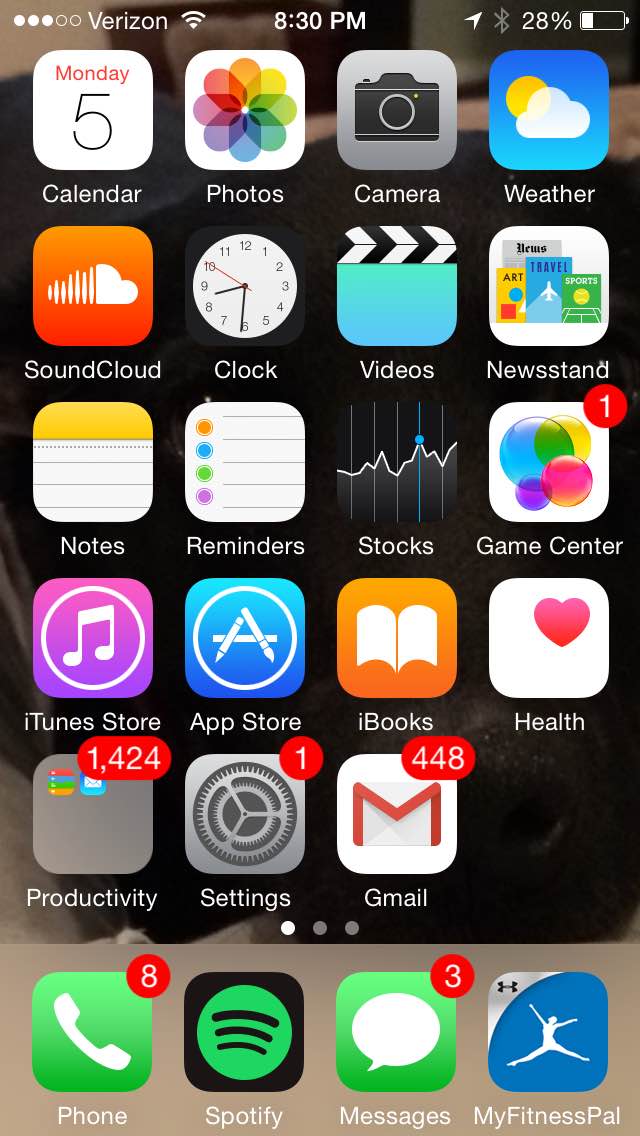 Verizon 8:30 PM 28%
Monday
5
Calendar Photos Camera Weather
12
11 1
10 2
9 3
8 4
7 5
6
News
TRAVEL
ART
SPORTS
SoundCloud Clock Videos Newsstand
1
Notes Reminders Stocks Game Center
iTunes Store App Store iBooks Health
1,424 1 448
Productivity Settings Gmail
8 3
Phone Spotify Messages MyFitnessPal